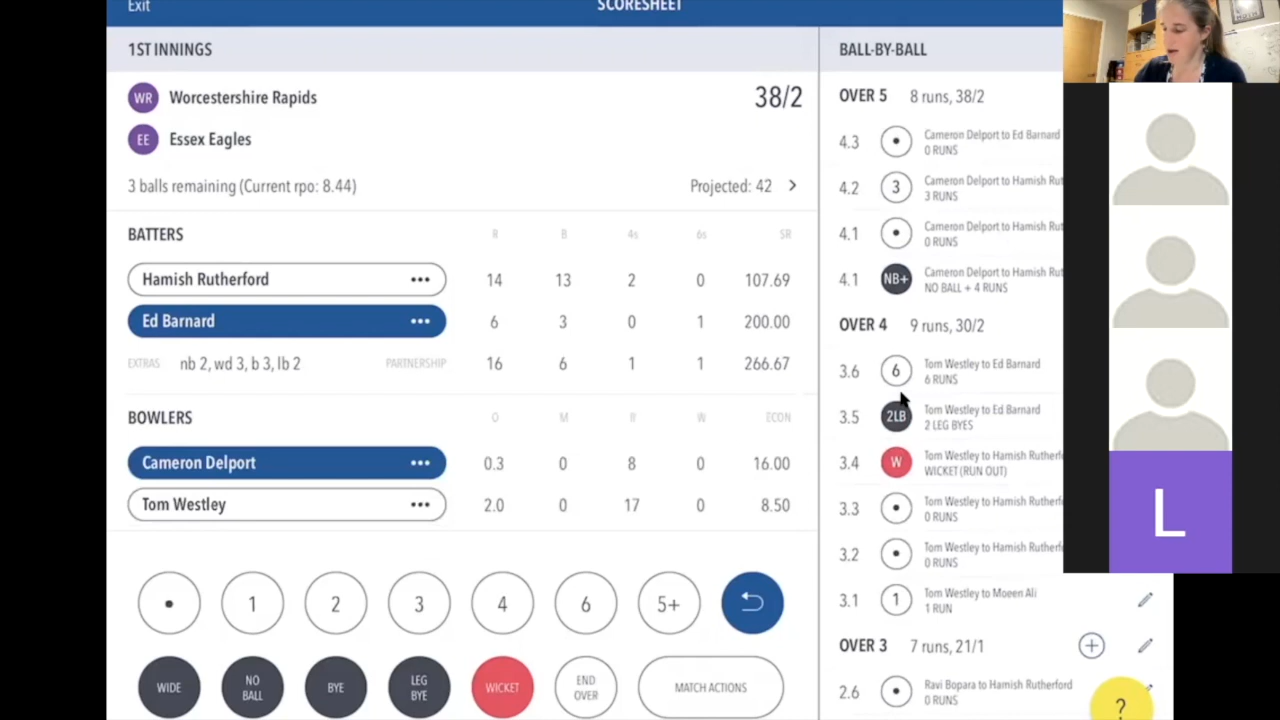 Exit
SCORESHEET
1ST INNINGS
WR Worcestershire Rapids 38/2
EE Essex Eagles
3 balls remaining (Current rpo: 8.44) Projected: 42
BATTERS R B 4s 6s SR
Hamish Rutherford 14 13 2 0 107.69
Ed Barnard 6 3 0 1 200.00
EXTRAS nb 2, wd 3, b 3, lb 2 PARTNERSHIP 16 6 1 1 266.67
BOWLERS O M R W ECON
Cameron Delport 0.3 0 8 0 16.00
Tom Westley 2.0 0 17 0 8.50
1 2 3 4 6 5+
WIDE NO BALL BYE LEG BYE WICKET END OVER MATCH ACTIONS
BALL-BY-BALL
OVER 5 8 runs, 38/2
4.3 Cameron Delport to Ed Barnard
0 RUNS
4.2 3 Cameron Delport to Hamish Rut
3 RUNS
4.1 Cameron Delport to Hamish Rut
0 RUNS
4.1 NB+ Cameron Delport to Hamish Rut
NO BALL + 4 RUNS
OVER 4 9 runs, 30/2
3.6 6 Tom Westley to Ed Barnard
6 RUNS
3.5 2LB Tom Westley to Ed Barnard
2 LEG BYES
3.4 W Tom Westley to Hamish Rutherf
WICKET (RUN OUT)
3.3 Tom Westley to Hamish Rutherf
0 RUNS
3.2 Tom Westley to Hamish Rutherf
0 RUNS
3.1 1 Tom Westley to Moeen Ali
1 RUN
OVER 3 7 runs, 21/1
2.6 Ravi Bopara to Hamish Rutherford
0 RUNS
?
L